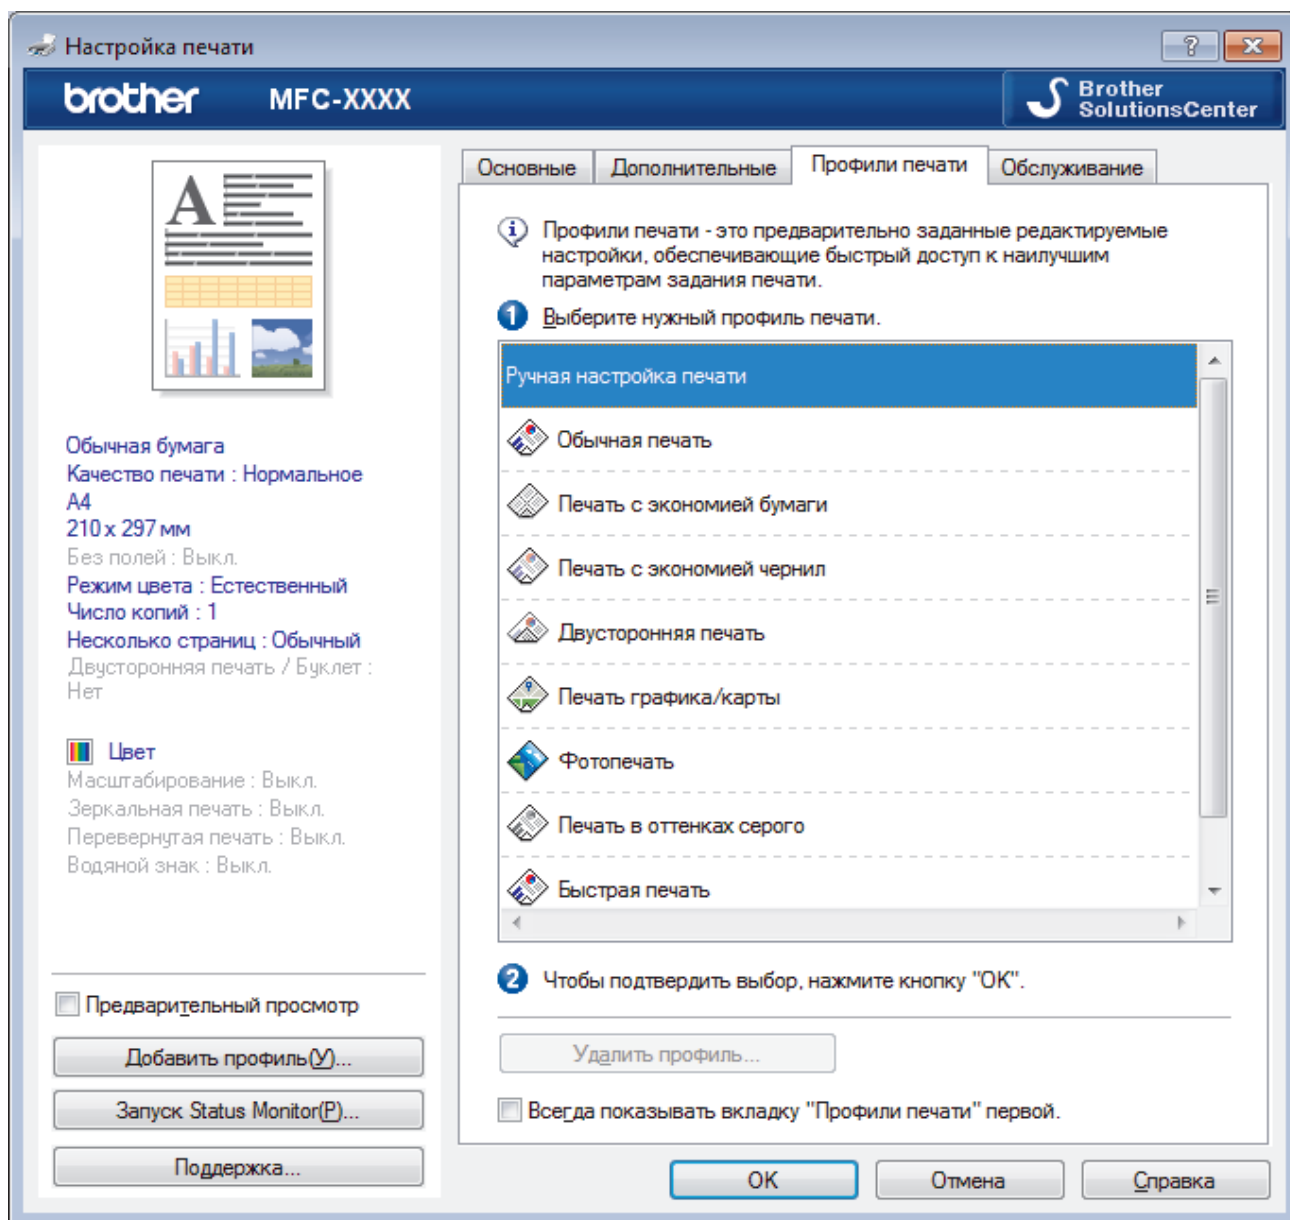 Настройка печати
brother MFC-XXXX
Brother
SolutionsCenter
Основные Дополнительные Профили печати Обслуживание
A
Обычная бумага
Качество печати : Нормальное
A4
210 x 297 мм
Без полей : Выкл.
Режим цвета : Естественный
Число копий : 1
Несколько страниц : Обычный
Двусторонняя печать / Буклет :
Нет
Цвет
Масштабирование : Выкл.
Зеркальная печать : Выкл.
Перевернутая печать : Выкл.
Водяной знак : Выкл.
Предварительный просмотр
Добавить профиль(У)...
Запуск Status Monitor(P)...
Поддержка...
Профили печати - это предварительно заданные редактируемые
настройки, обеспечивающие быстрый доступ к наилучшим
параметрам задания печати.
1 Выберите нужный профиль печати.
Ручная настройка печати
Обычная печать
Печать с экономией бумаги
Печать с экономией чернил
Двусторонняя печать
Печать графика/карты
Фотопечать
Печать в оттенках серого
Быстрая печать
2 Чтобы подтвердить выбор, нажмите кнопку "OK".
Удалить профиль...
Всегда показывать вкладку "Профили печати" первой.
OK Отмена Справка